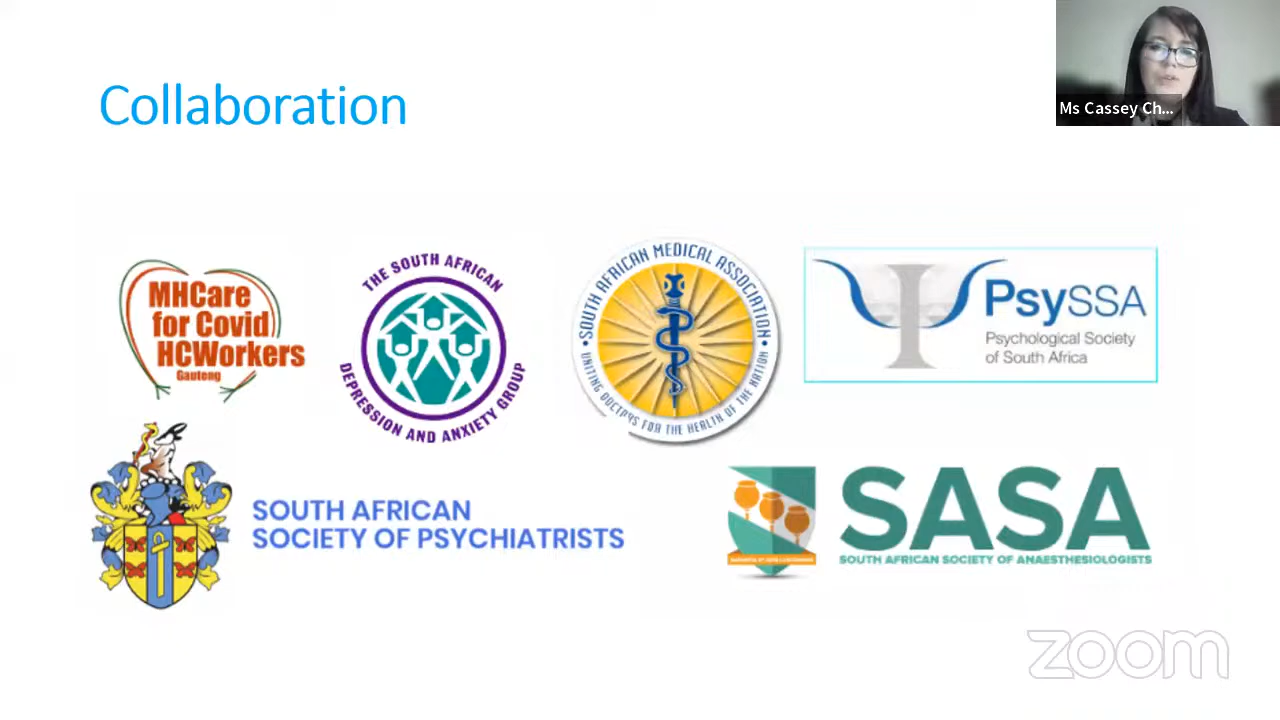 Collaboration
Ms Cassey Ch...
MHCare
for Covid
HCWorkers
Gauteng
THE SOUTH AFRICAN
DEPRESSION AND ANXIETY GROUP
• SOUTH AFRICAN MEDICAL ASSOCIATION •
UNITING DOCTORS FOR THE HEALTH OF THE NATION
PsySSA
Psychological Society
of South Africa
SOUTH AFRICAN
SOCIETY OF PSYCHIATRISTS
SASA
SOUTH AFRICAN SOCIETY OF ANAESTHESIOLOGISTS
zoom